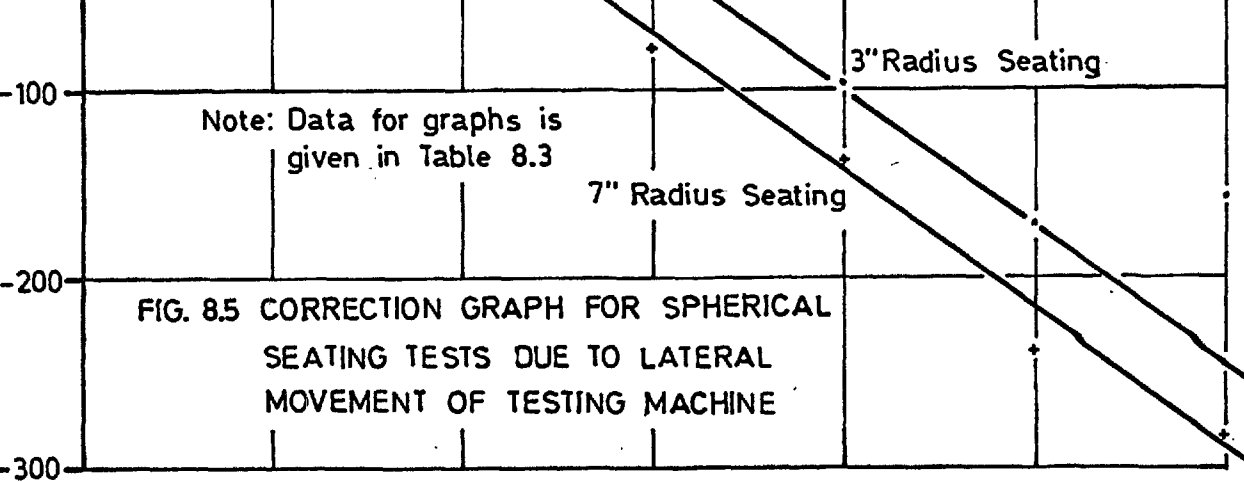 3" Radius Seating
-100
Note: Data for graphs is
given in Table 8.3
7" Radius Seating
-200
FIG. 8.5 CORRECTION GRAPH FOR SPHERICAL
SEATING TESTS DUE TO LATERAL
MOVEMENT OF TESTING MACHINE
-300